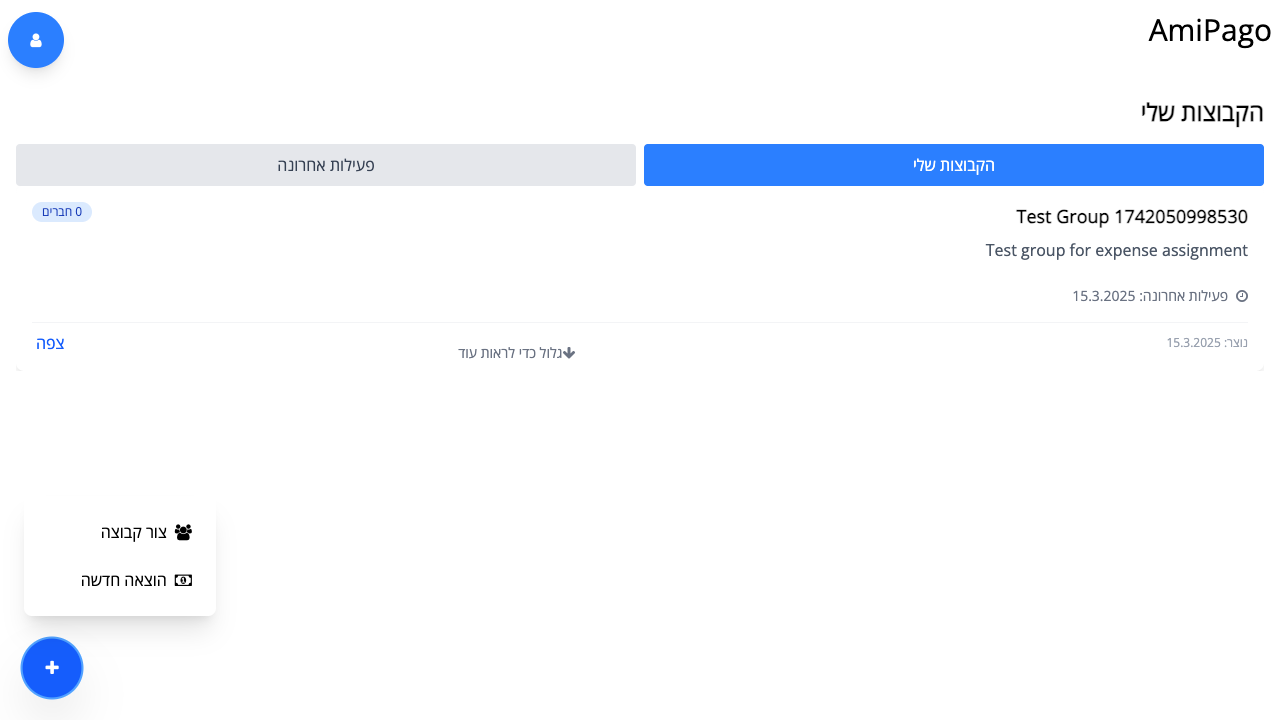 AmiPago
הקבוצות שלי
הקבוצות שלי
פעילות אחרונה
Test Group 1742050998530
0 חברים
Test group for expense assignment
פעילות אחרונה: 15.3.2025
נוצר: 15.3.2025
גלול כדי לראות עוד
צפה
צור קבוצה
הוצאה חדשה